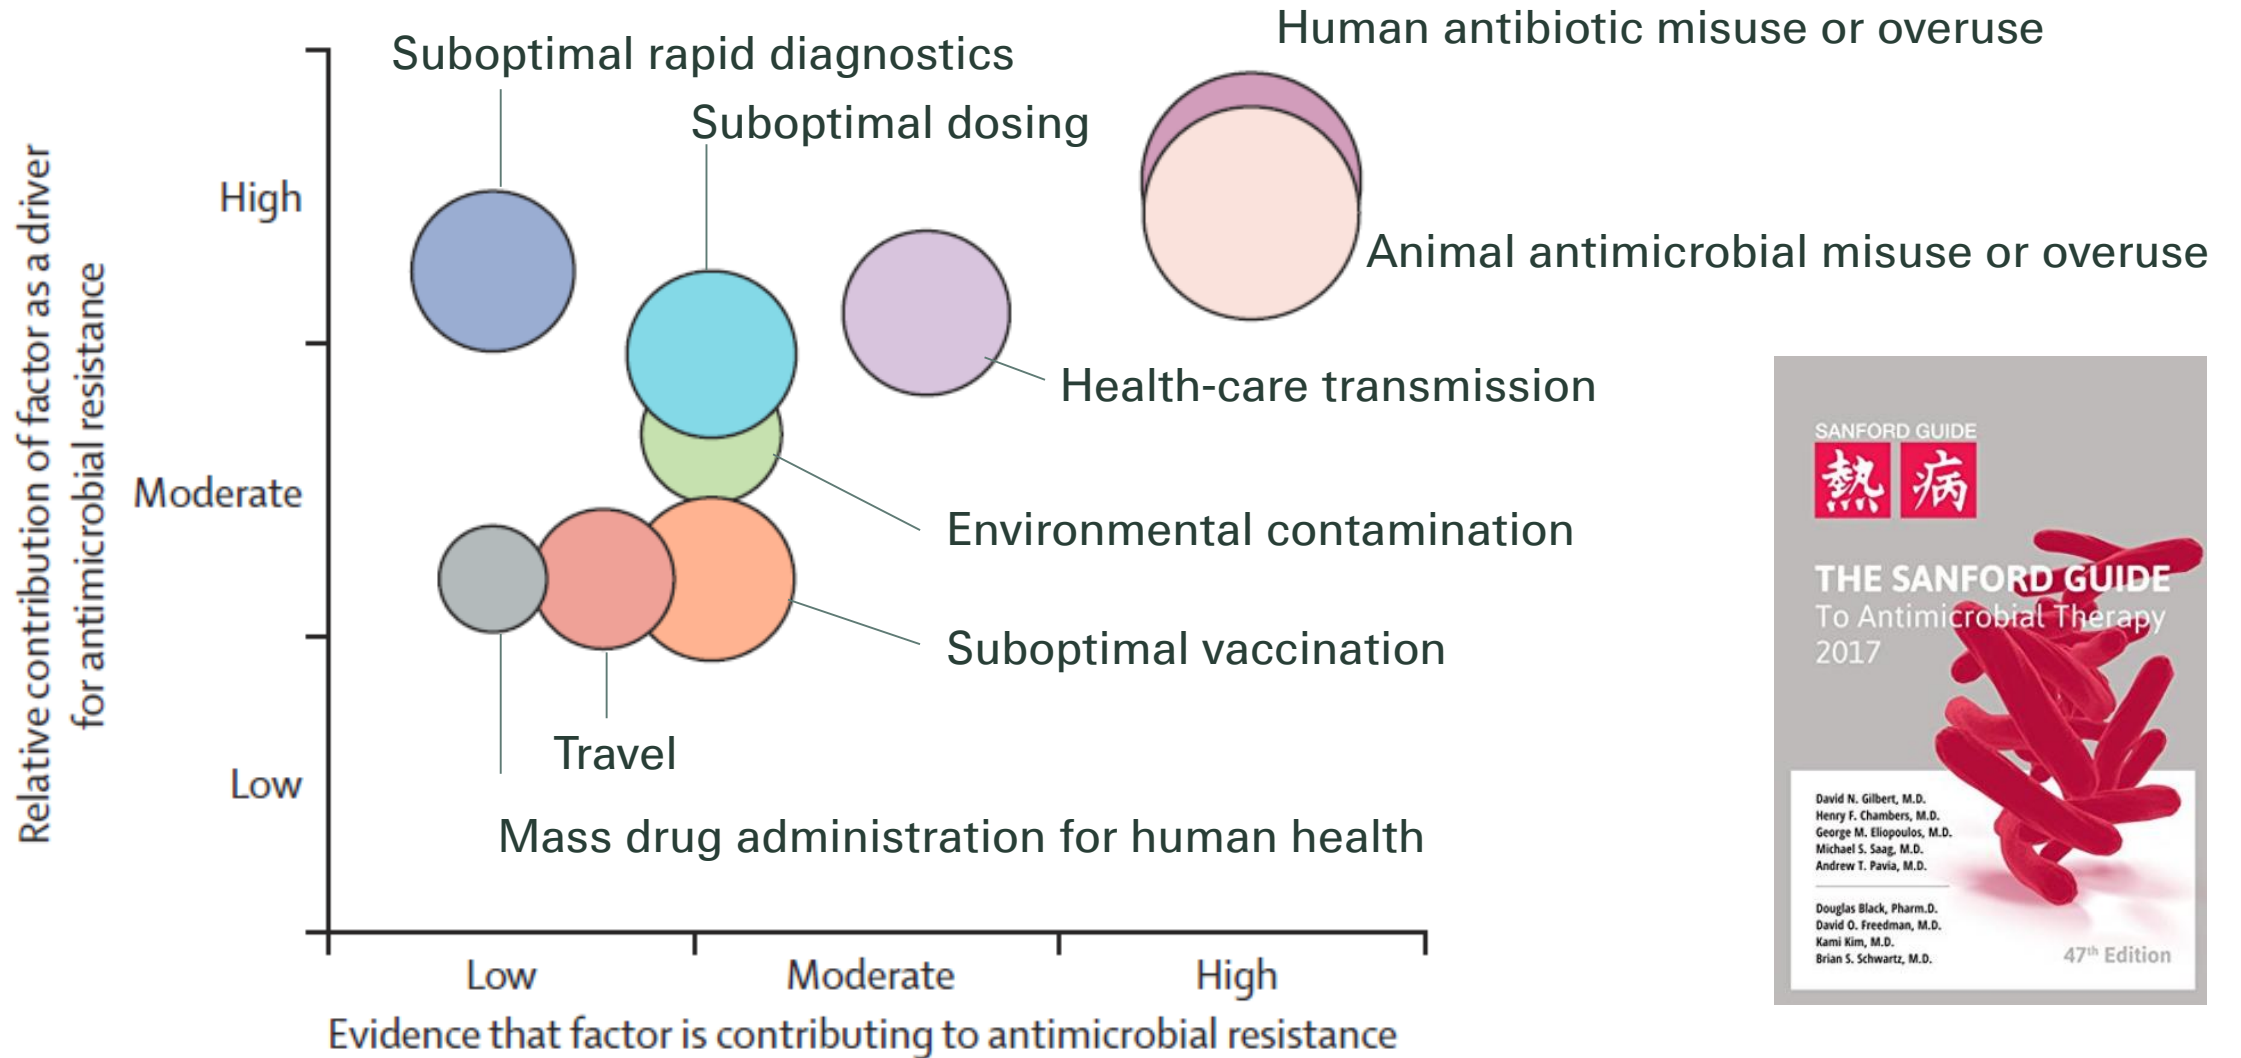 Human antibiotic misuse or overuse
Suboptimal rapid diagnostics
Suboptimal dosing
Animal antimicrobial misuse or overuse
Health-care transmission
Environmental contamination
Suboptimal vaccination
Travel
Mass drug administration for human health
Relative contribution of factor as a driver
for antimicrobial resistance
High
Moderate
Low
Low
Moderate
High
Evidence that factor is contributing to antimicrobial resistance
SANFORD GUIDE
熱 病
THE SANFORD GUIDE
To Antimicrobial Therapy
2017
David N. Gilbert, M.D.
Henry F. Chambers, M.D.
George M. Eliopoulos, M.D.
Michael S. Saag, M.D.
Andrew T. Pavia, M.D.
Douglas Black, Pharm.D.
David O. Freedman, M.D.
Kami Kim, M.D.
Brian S. Schwartz, M.D.
47th Edition